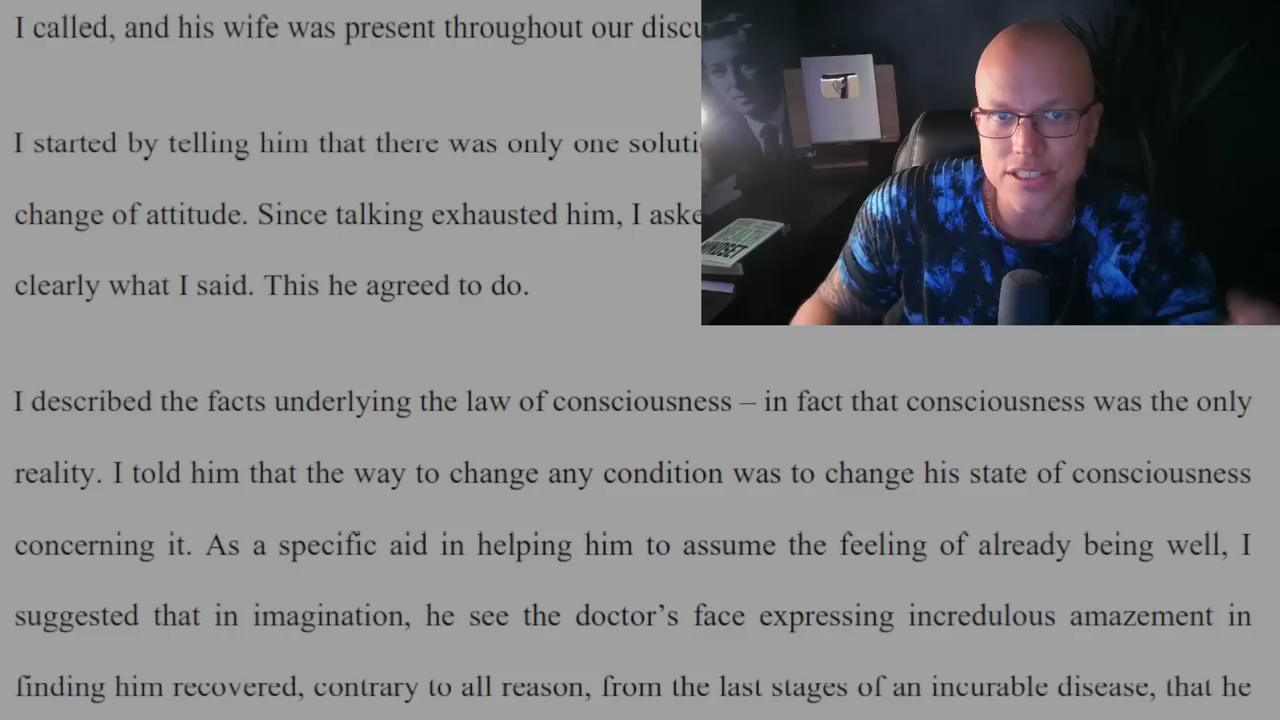 I called, and his wife was present throughout our
I started by telling him that there was only one
change of attitude. Since talking exhausted him, I
clearly what I said. This he agreed to do.
MINDSET
I described the facts underlying the law of consciousness – in fact that consciousness was the only
reality. I told him that the way to change any condition was to change his state of consciousness
concerning it. As a specific aid in helping him to assume the feeling of already being well, I
suggested that in imagination, he see the doctor’s face expressing incredulous amazement in
finding him recovered, contrary to all reason, from the last stages of an incurable disease, that he